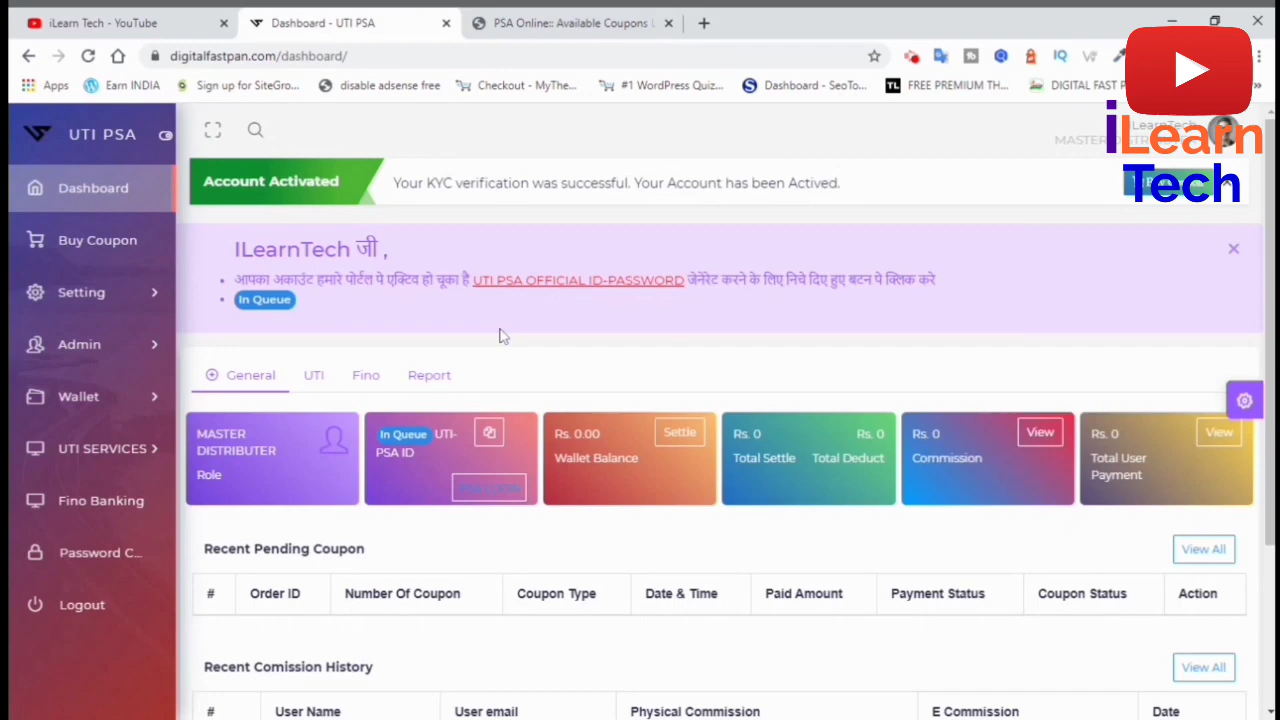 iLearn Tech - YouTube
Dashboard - UTI PSA
PSA Online:: Available Coupons
digitalfastpan.com/dashboard/
Apps
Earn INDIA
Sign up for SiteGro...
disable adsense free
Checkout - MyThe...
#1 WordPress Quiz...
Dashboard - SeoTo...
TL FREE PREMIUM TH...
DIGITAL FAST
iLearn
Tech
UTI PSA
Dashboard
Buy Coupon
Setting
Admin
Wallet
UTI SERVICES
Fino Banking
Password C...
Logout
iLearnTech
Account Activated
Your KYC verification was successful. Your Account has been Actived.
ILearnTech जी ,
आपका अकाउंट हमारे पोर्टल पे एक्टिव हो चूका है UTI PSA OFFICIAL ID-PASSWORD जेनेरेट करने के लिए निचे दिए हुए बटन पे क्लिक करे
In Queue
General UTI Fino Report
MASTER DISTRIBUTER
Role
In Queue UTI-PSA ID
Rs. 0.00 Settle
Wallet Balance
Rs. 0 Rs. 0
Total Settle Total Deduct
Rs. 0 View
Commission
Rs. 0 View
Total User Payment
Recent Pending Coupon View All
# Order ID Number Of Coupon Coupon Type Date & Time Paid Amount Payment Status Coupon Status Action
Recent Comission History View All
# User Name User email Physical Commission E Commission Date